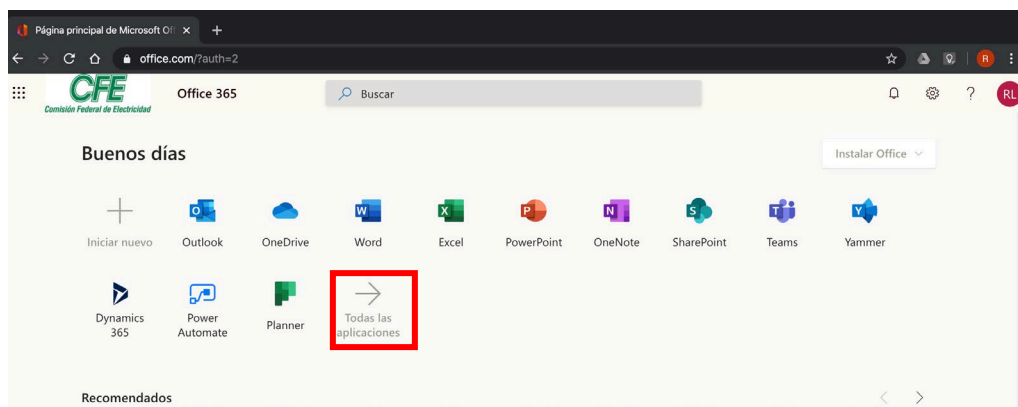 Página principal de Microsoft Off
office.com/?auth=2
R
CFE
Comisión Federal de Electricidad
Office 365
Buscar
?
RL
Buenos días
Instalar Office
Iniciar nuevo
Outlook
OneDrive
Word
Excel
PowerPoint
OneNote
SharePoint
Teams
Yammer
Dynamics
365
Power
Automate
Planner
Todas las
aplicaciones
Recomendados